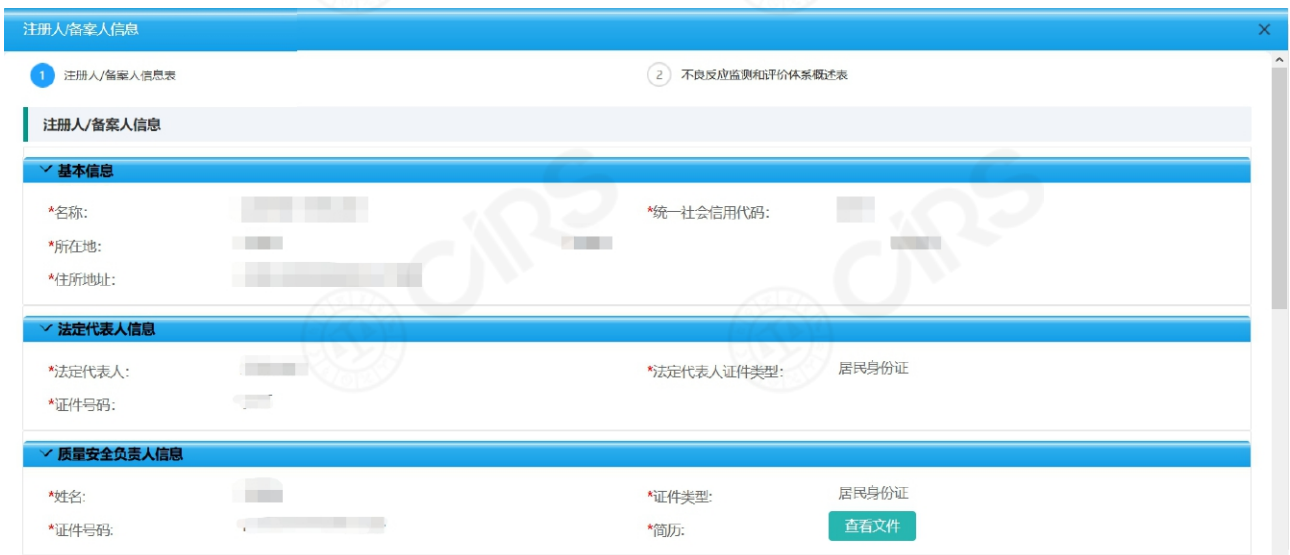 注册人/备案人信息
1 注册人/备案人信息表 2 不良反应监测和评价体系概述表
注册人/备案人信息
基本信息
*名称: *统一社会信用代码:
*所在地:
*住所地址:
法定代表人信息
*法定代表人: *法定代表人证件类型: 居民身份证
*证件号码:
质量安全负责人信息
*姓名: *证件类型: 居民身份证
*证件号码: *简历: 查看文件
CIRS CIRS